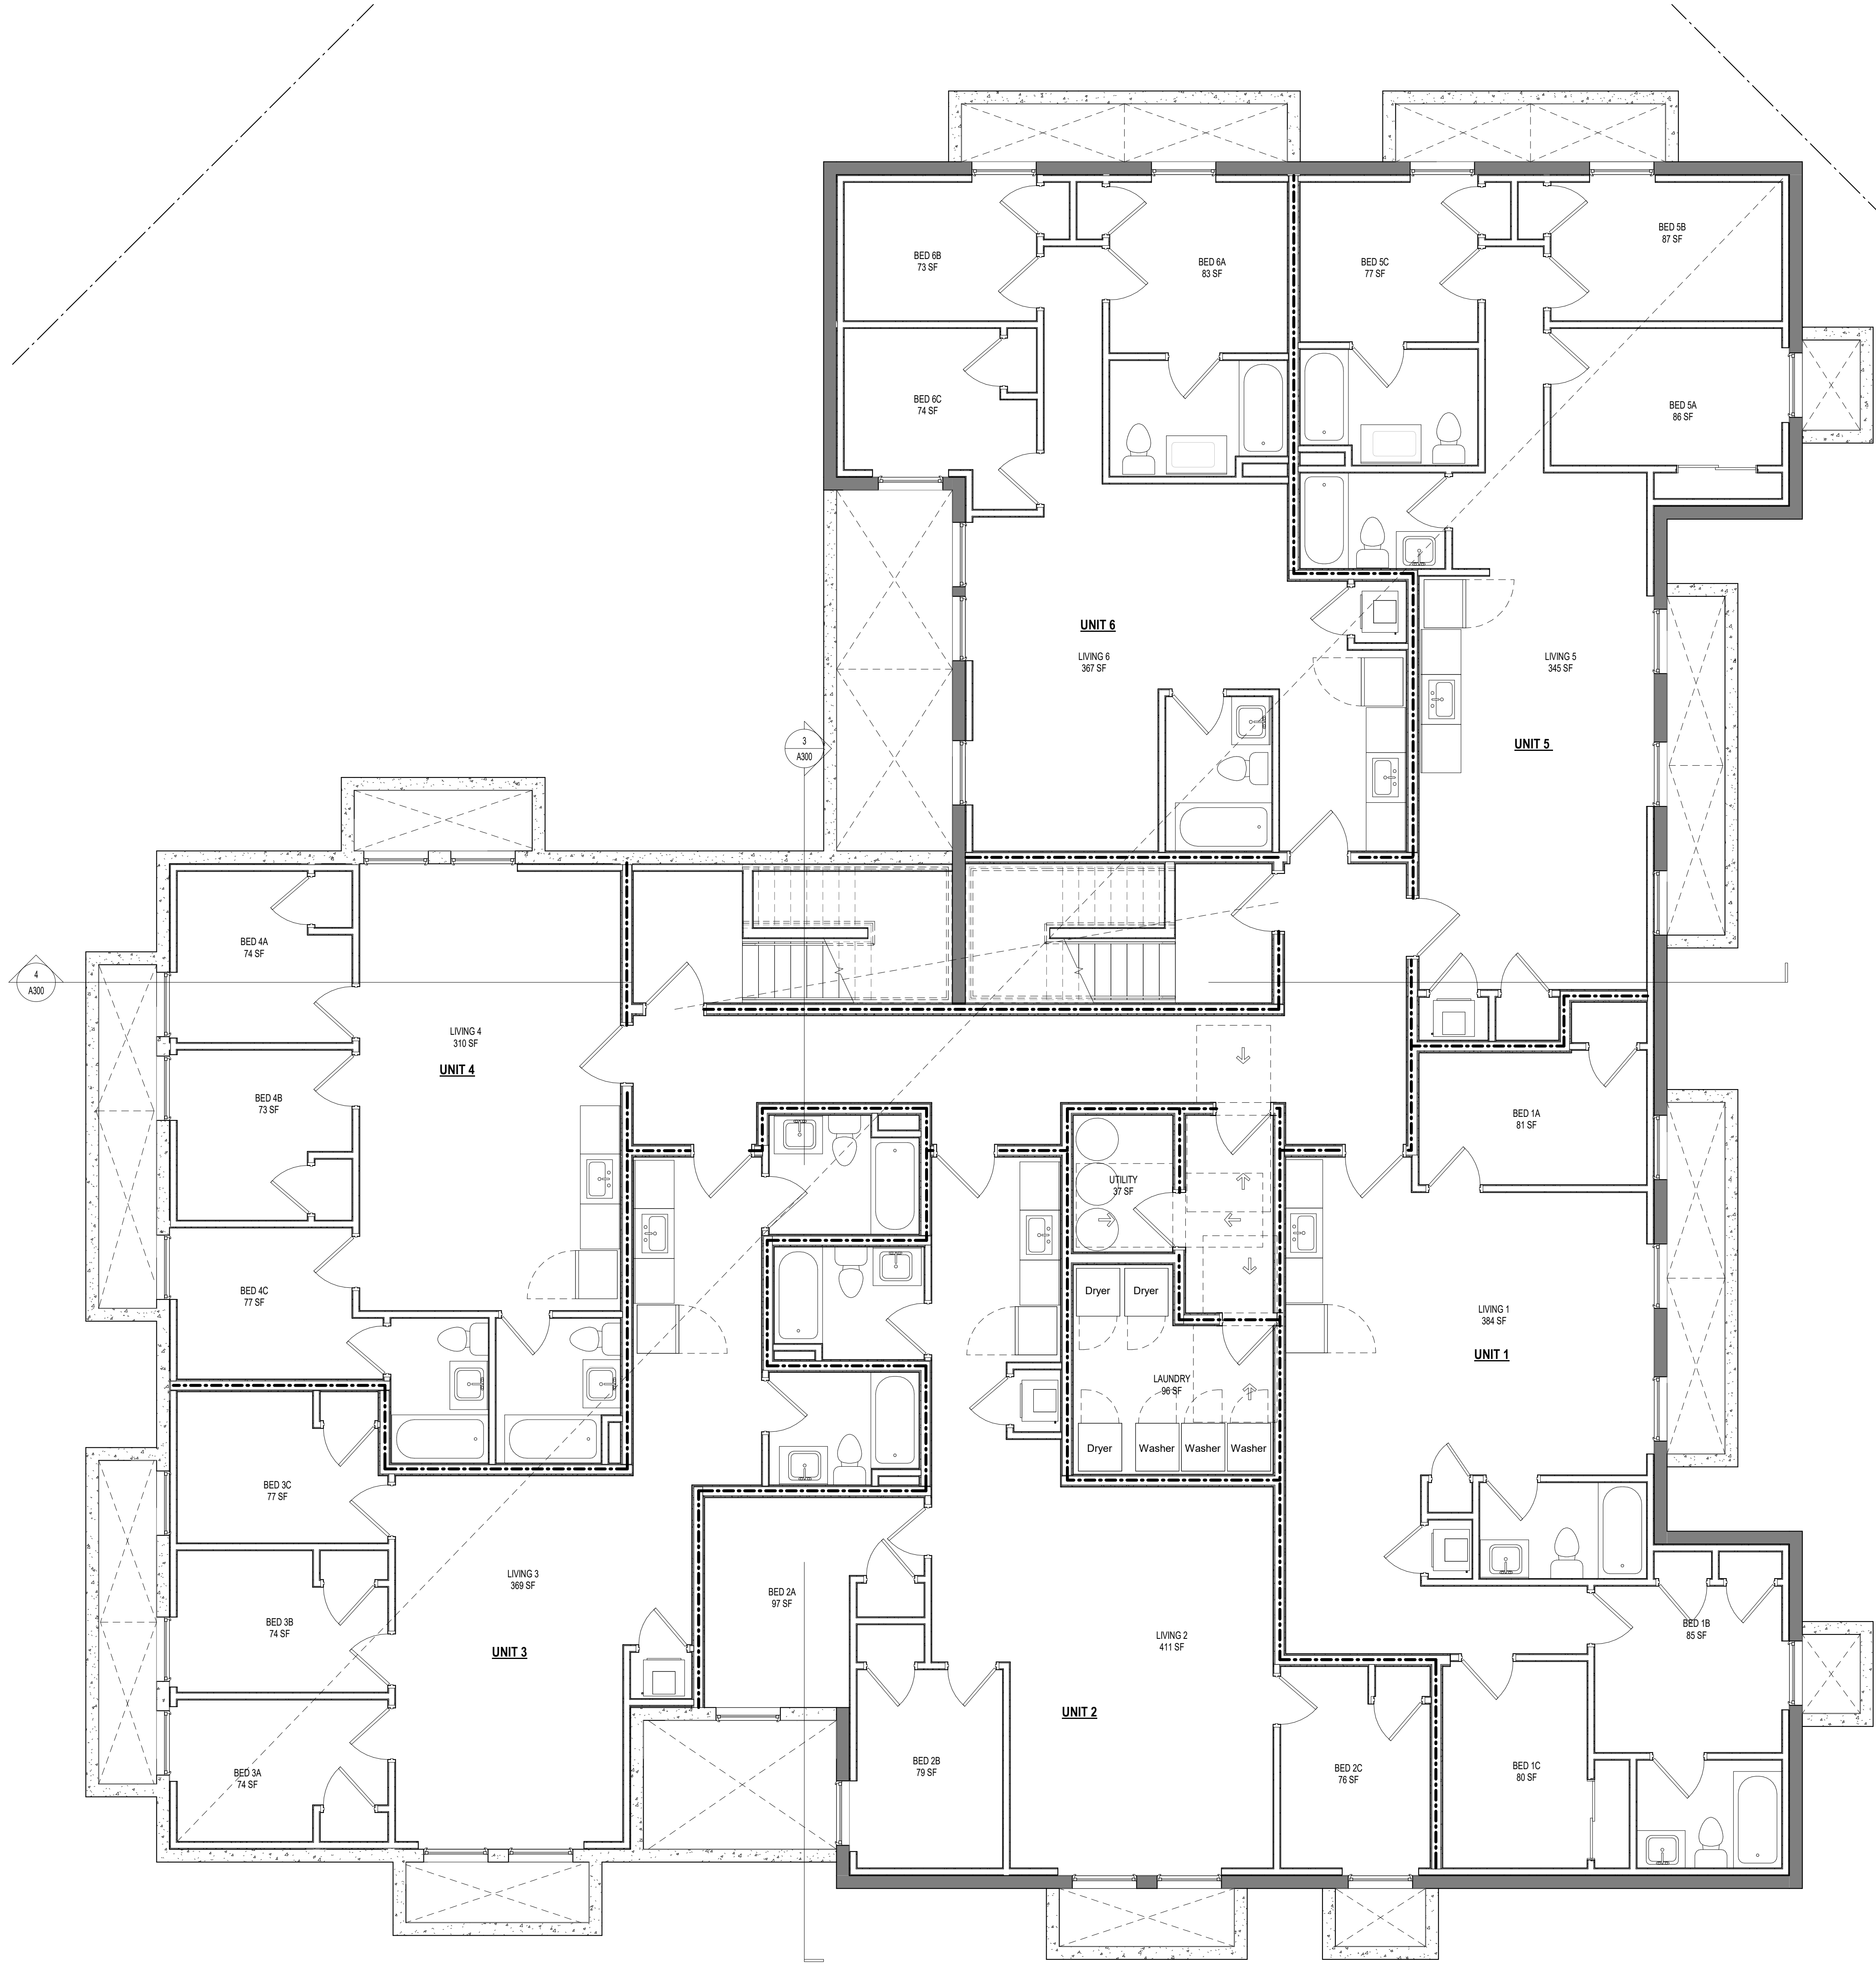 BED 6B
73 SF
BED 6A
83 SF
BED 5C
77 SF
BED 5B
87 SF
BED 6C
74 SF
BED 5A
86 SF
UNIT 6
LIVING 6
367 SF
LIVING 5
345 SF
UNIT 5
3
A300
BED 4A
74 SF
4
A300
LIVING 4
310 SF
UNIT 4
BED 4B
73 SF
BED 1A
81 SF
UTILITY
37 SF
BED 4C
77 SF
Dryer
Dryer
LIVING 1
384 SF
UNIT 1
LAUNDRY
96 SF
Dryer
Washer
Washer
Washer
BED 3C
77 SF
LIVING 3
369 SF
BED 2A
97 SF
BED 3B
74 SF
UNIT 3
LIVING 2
411 SF
BED 1B
85 SF
UNIT 2
BED 3A
74 SF
BED 2B
79 SF
BED 2C
76 SF
BED 1C
80 SF